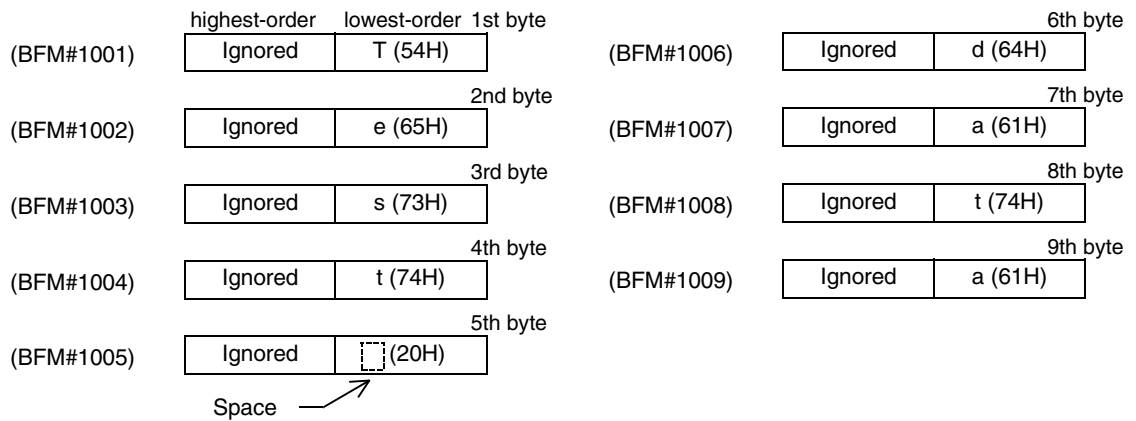 highest-order lowest-order 1st byte
(BFM#1001) Ignored T (54H)
2nd byte
(BFM#1002) Ignored e (65H)
3rd byte
(BFM#1003) Ignored s (73H)
4th byte
(BFM#1004) Ignored t (74H)
5th byte
(BFM#1005) Ignored (20H)
Space
6th byte
(BFM#1006) Ignored d (64H)
7th byte
(BFM#1007) Ignored a (61H)
8th byte
(BFM#1008) Ignored t (74H)
9th byte
(BFM#1009) Ignored a (61H)